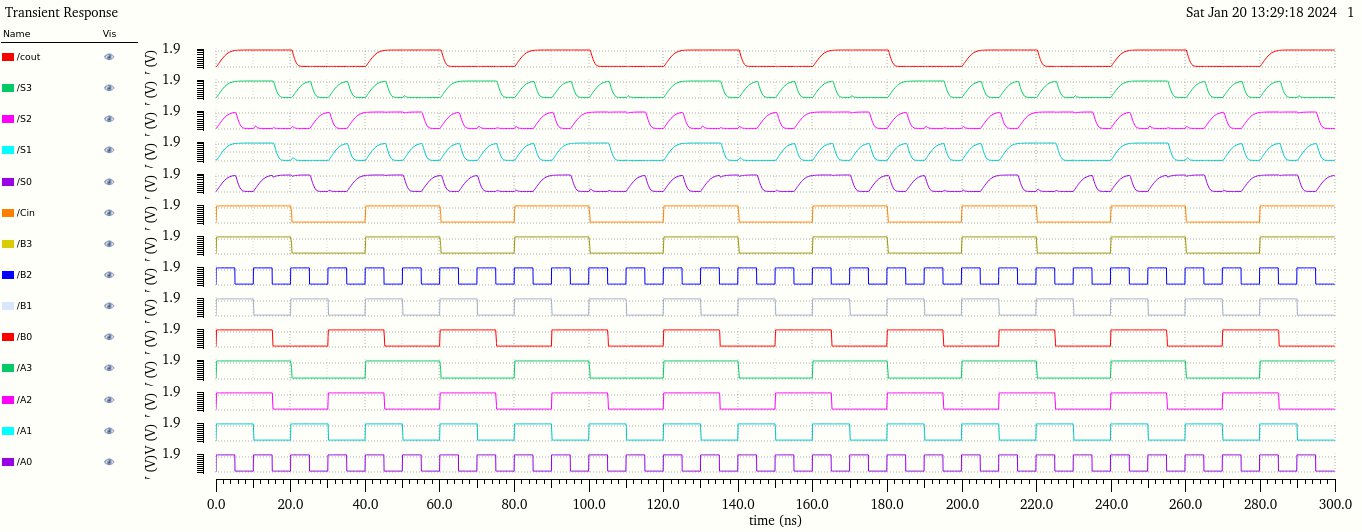 Transient Response
Sat Jan 20 13:29:18 2024 1
Name Vis
/cout
/S3
/S2
/S1
/S0
/Cin
/B3
/B2
/B1
/B0
/A3
/A2
/A1
/A0
1.9
1.9
1.9
1.9
1.9
1.9
1.9
1.9
1.9
1.9
1.9
1.9
1.9
1.9
(V)
(V)
(V)
(V)
(V)
(V)
(V)
(V)
(V)
(V)
(V)
(V)
(V)
(V)
0.0 20.0 40.0 60.0 80.0 100.0 120.0 140.0 160.0 180.0 200.0 220.0 240.0 260.0 280.0 300.0
time (ns)